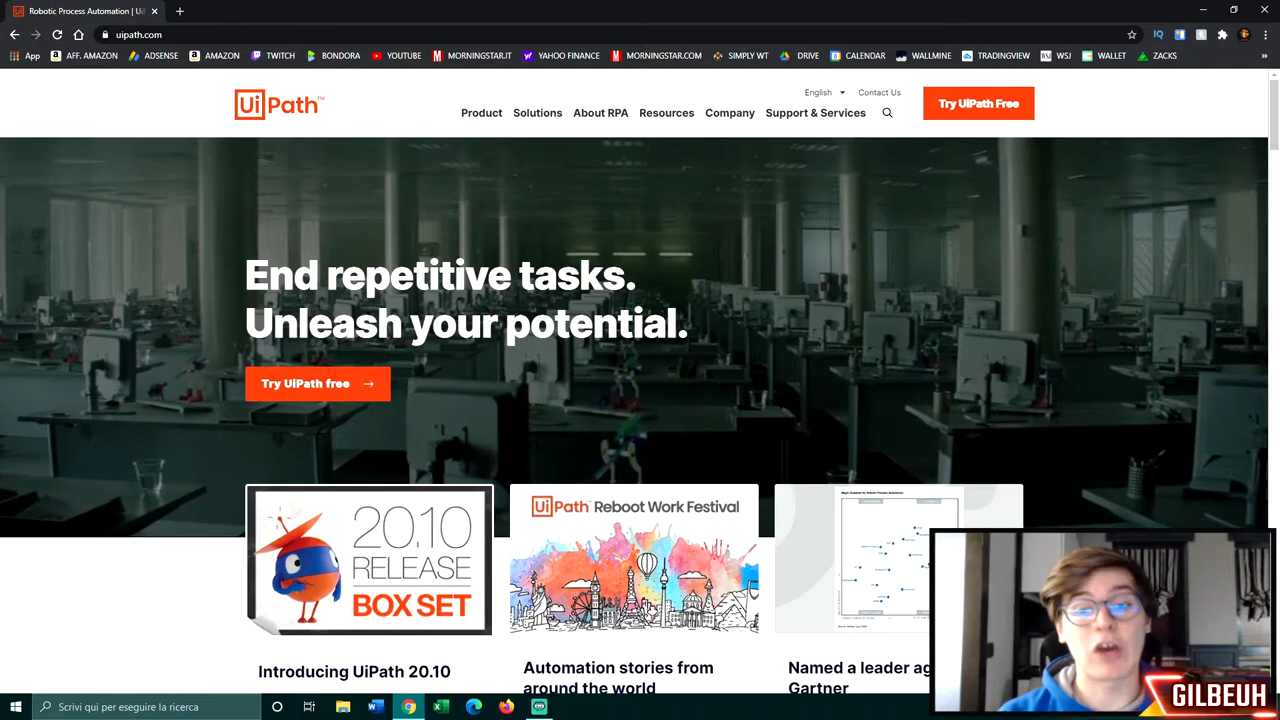 Robotic Process Automation | Ui
uipath.com
App
AFF. AMAZON
ADSENSE
AMAZON
TWITCH
BONDORA
YOUTUBE
MORNINGSTAR.IT
YAHOO FINANCE
MORNINGSTAR.COM
SIMPLY WT
DRIVE
CALENDAR
WALLMINE
TRADINGVIEW
WSJ
WALLET
ZACKS
English
Contact Us
UiPath™
Product
Solutions
About RPA
Resources
Company
Support & Services
Try UiPath Free
End repetitive tasks.
Unleash your potential.
Try UiPath free →
20.10
RELEASE
BOX SET
UiPath™ Reboot Work Festival
Introducing UiPath 20.10
Automation stories from
around the world
Named a leader ag
Gartner
Scrivi qui per eseguire la ricerca
GILBEUH